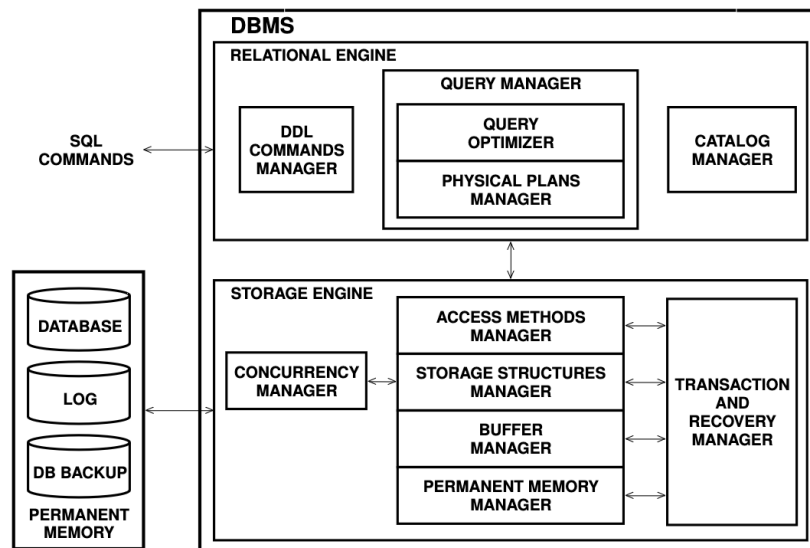 DBMS
RELATIONAL ENGINE
QUERY MANAGER
DDL
COMMANDS
MANAGER
QUERY
OPTIMIZER
PHYSICAL PLANS
MANAGER
CATALOG
MANAGER
SQL
COMMANDS
STORAGE ENGINE
ACCESS METHODS
MANAGER
CONCURRENCY
MANAGER
STORAGE STRUCTURES
MANAGER
BUFFER
MANAGER
PERMANENT MEMORY
MANAGER
TRANSACTION
AND
RECOVERY
MANAGER
DATABASE
LOG
DB BACKUP
PERMANENT
MEMORY